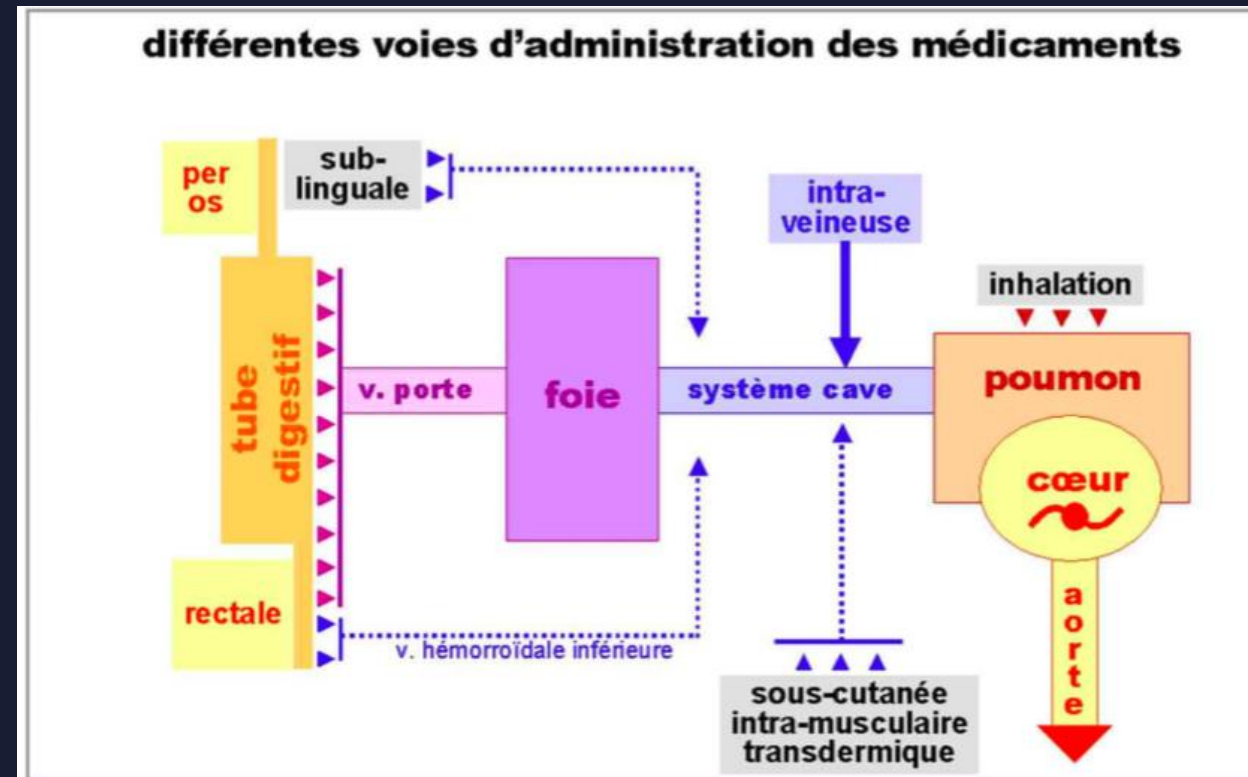 différentes voies d'administration des médicaments
per
os
sub-
linguale
intra-
veineuse
inhalation
tube
digestif
v. porte
foie
système cave
poumon
cœur
rectale
v. hémorroïdale inférieure
sous-cutanée
intra-musculaire
transdermique
aorte